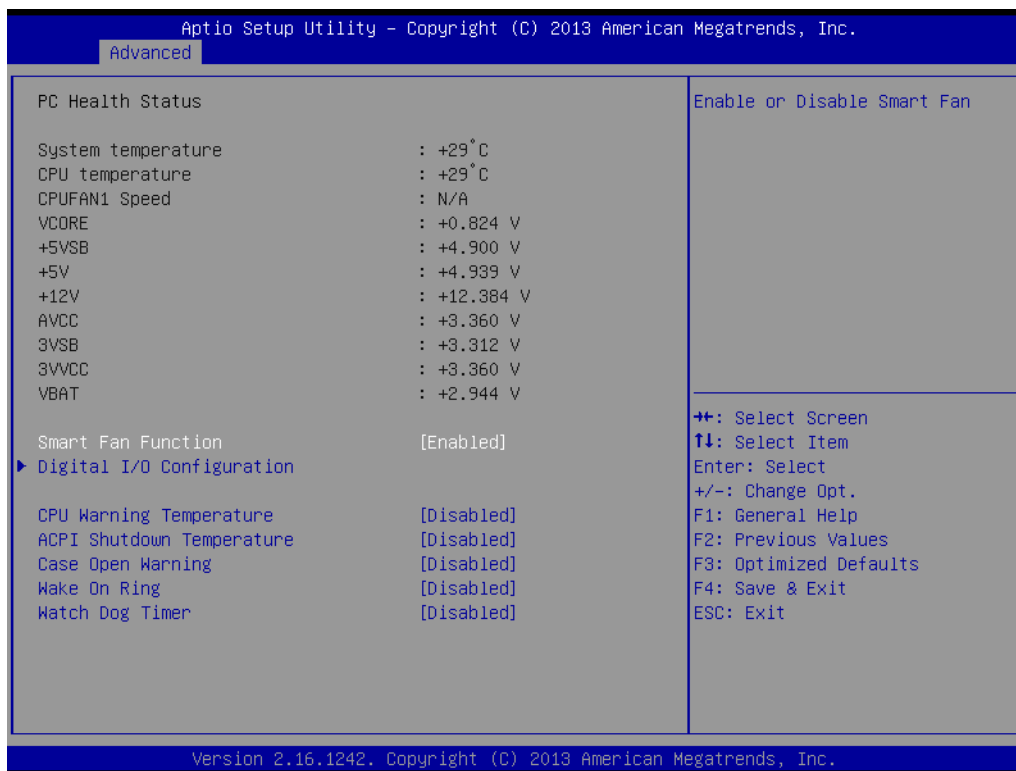 Aptio Setup Utility – Copyright (C) 2013 American Megatrends, Inc.
Advanced
PC Health Status
System temperature : +29°C
CPU temperature : +29°C
CPUFAN1 Speed : N/A
VCORE : +0.824 V
+5VSB : +4.900 V
+5V : +4.939 V
+12V : +12.384 V
AVCC : +3.360 V
3VSB : +3.312 V
3VVCC : +3.360 V
VBAT : +2.944 V
Smart Fan Function [Enabled]
Digital I/O Configuration
CPU Warning Temperature [Disabled]
ACPI Shutdown Temperature [Disabled]
Case Open Warning [Disabled]
Wake On Ring [Disabled]
Watch Dog Timer [Disabled]
Enable or Disable Smart Fan
→←: Select Screen
↑↓: Select Item
Enter: Select
+/-: Change Opt.
F1: General Help
F2: Previous Values
F3: Optimized Defaults
F4: Save & Exit
ESC: Exit
Version 2.16.1242. Copyright (C) 2013 American Megatrends, Inc.